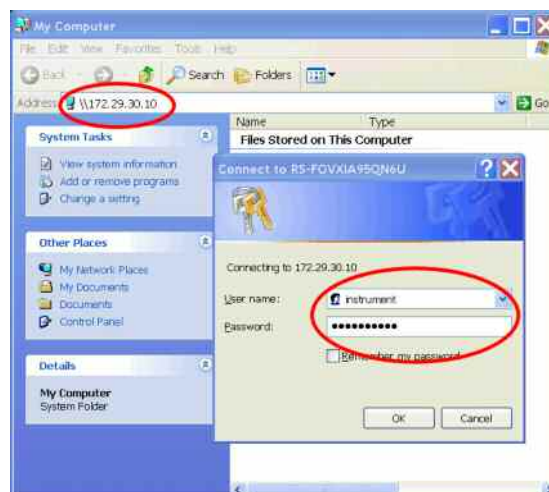 My Computer
File Edit View Favorites Tools Help
Back Search Folders
Address \\172.29.30.10 Go
Name Type
Files Stored on This Computer
System Tasks
View system information
Add or remove programs
Change a setting
Other Places
My Network Places
My Documents
Documents
Control Panel
Details
My Computer
System Folder
Connect to RS-FOVXIA95QN6U
Connecting to 172.29.30.10
User name: instrument
Password: ●●●●●●●●●●
Remember my password
OK Cancel